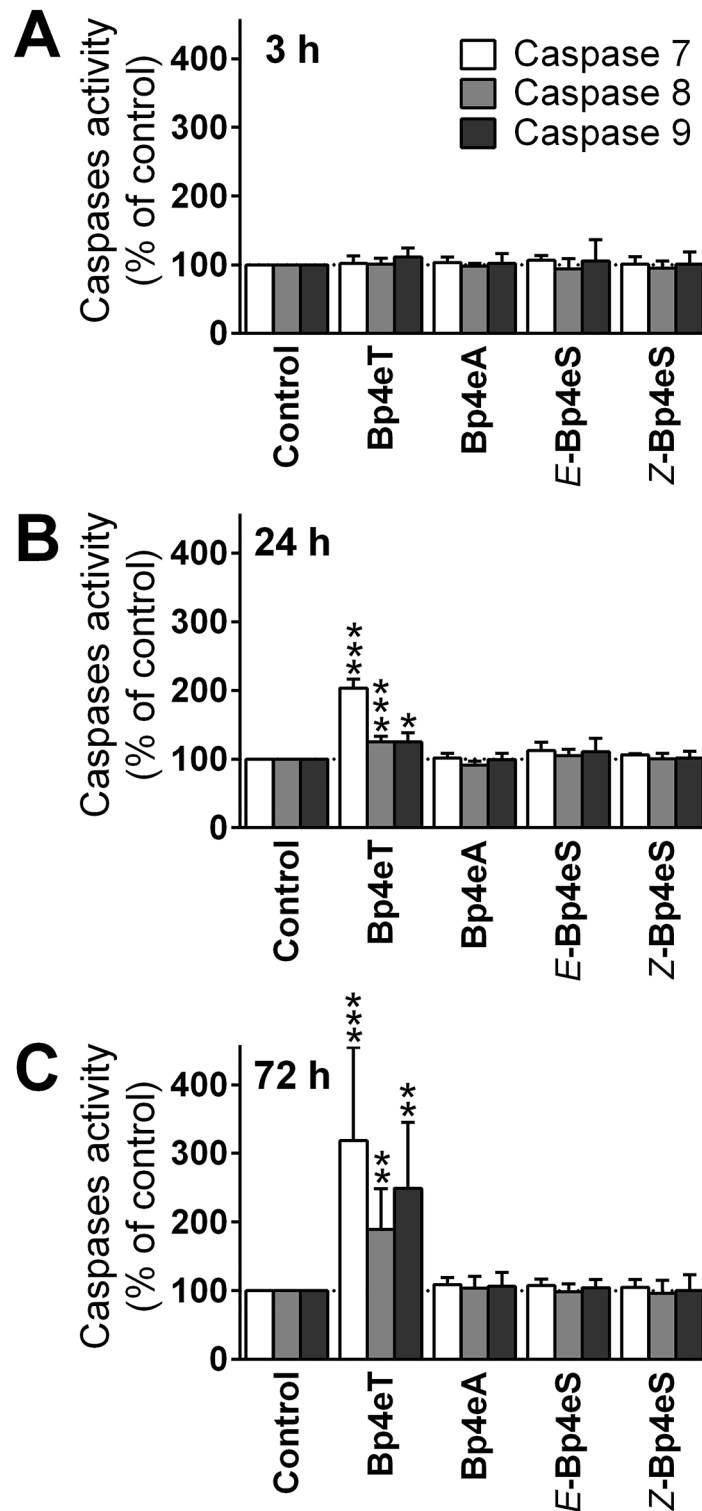 A
3 h
Caspase 7
Caspase 8
Caspase 9
Caspases activity
(% of control)
400
300
200
100
0
Control
Bp4eT
Bp4eA
E-Bp4eS
Z-Bp4eS
B
24 h
Caspases activity
(% of control)
400
300
200
100
0
***
***
*
Control
Bp4eT
Bp4eA
E-Bp4eS
Z-Bp4eS
C
72 h
Caspases activity
(% of control)
400
300
200
100
0
***
**
**
Control
Bp4eT
Bp4eA
E-Bp4eS
Z-Bp4eS